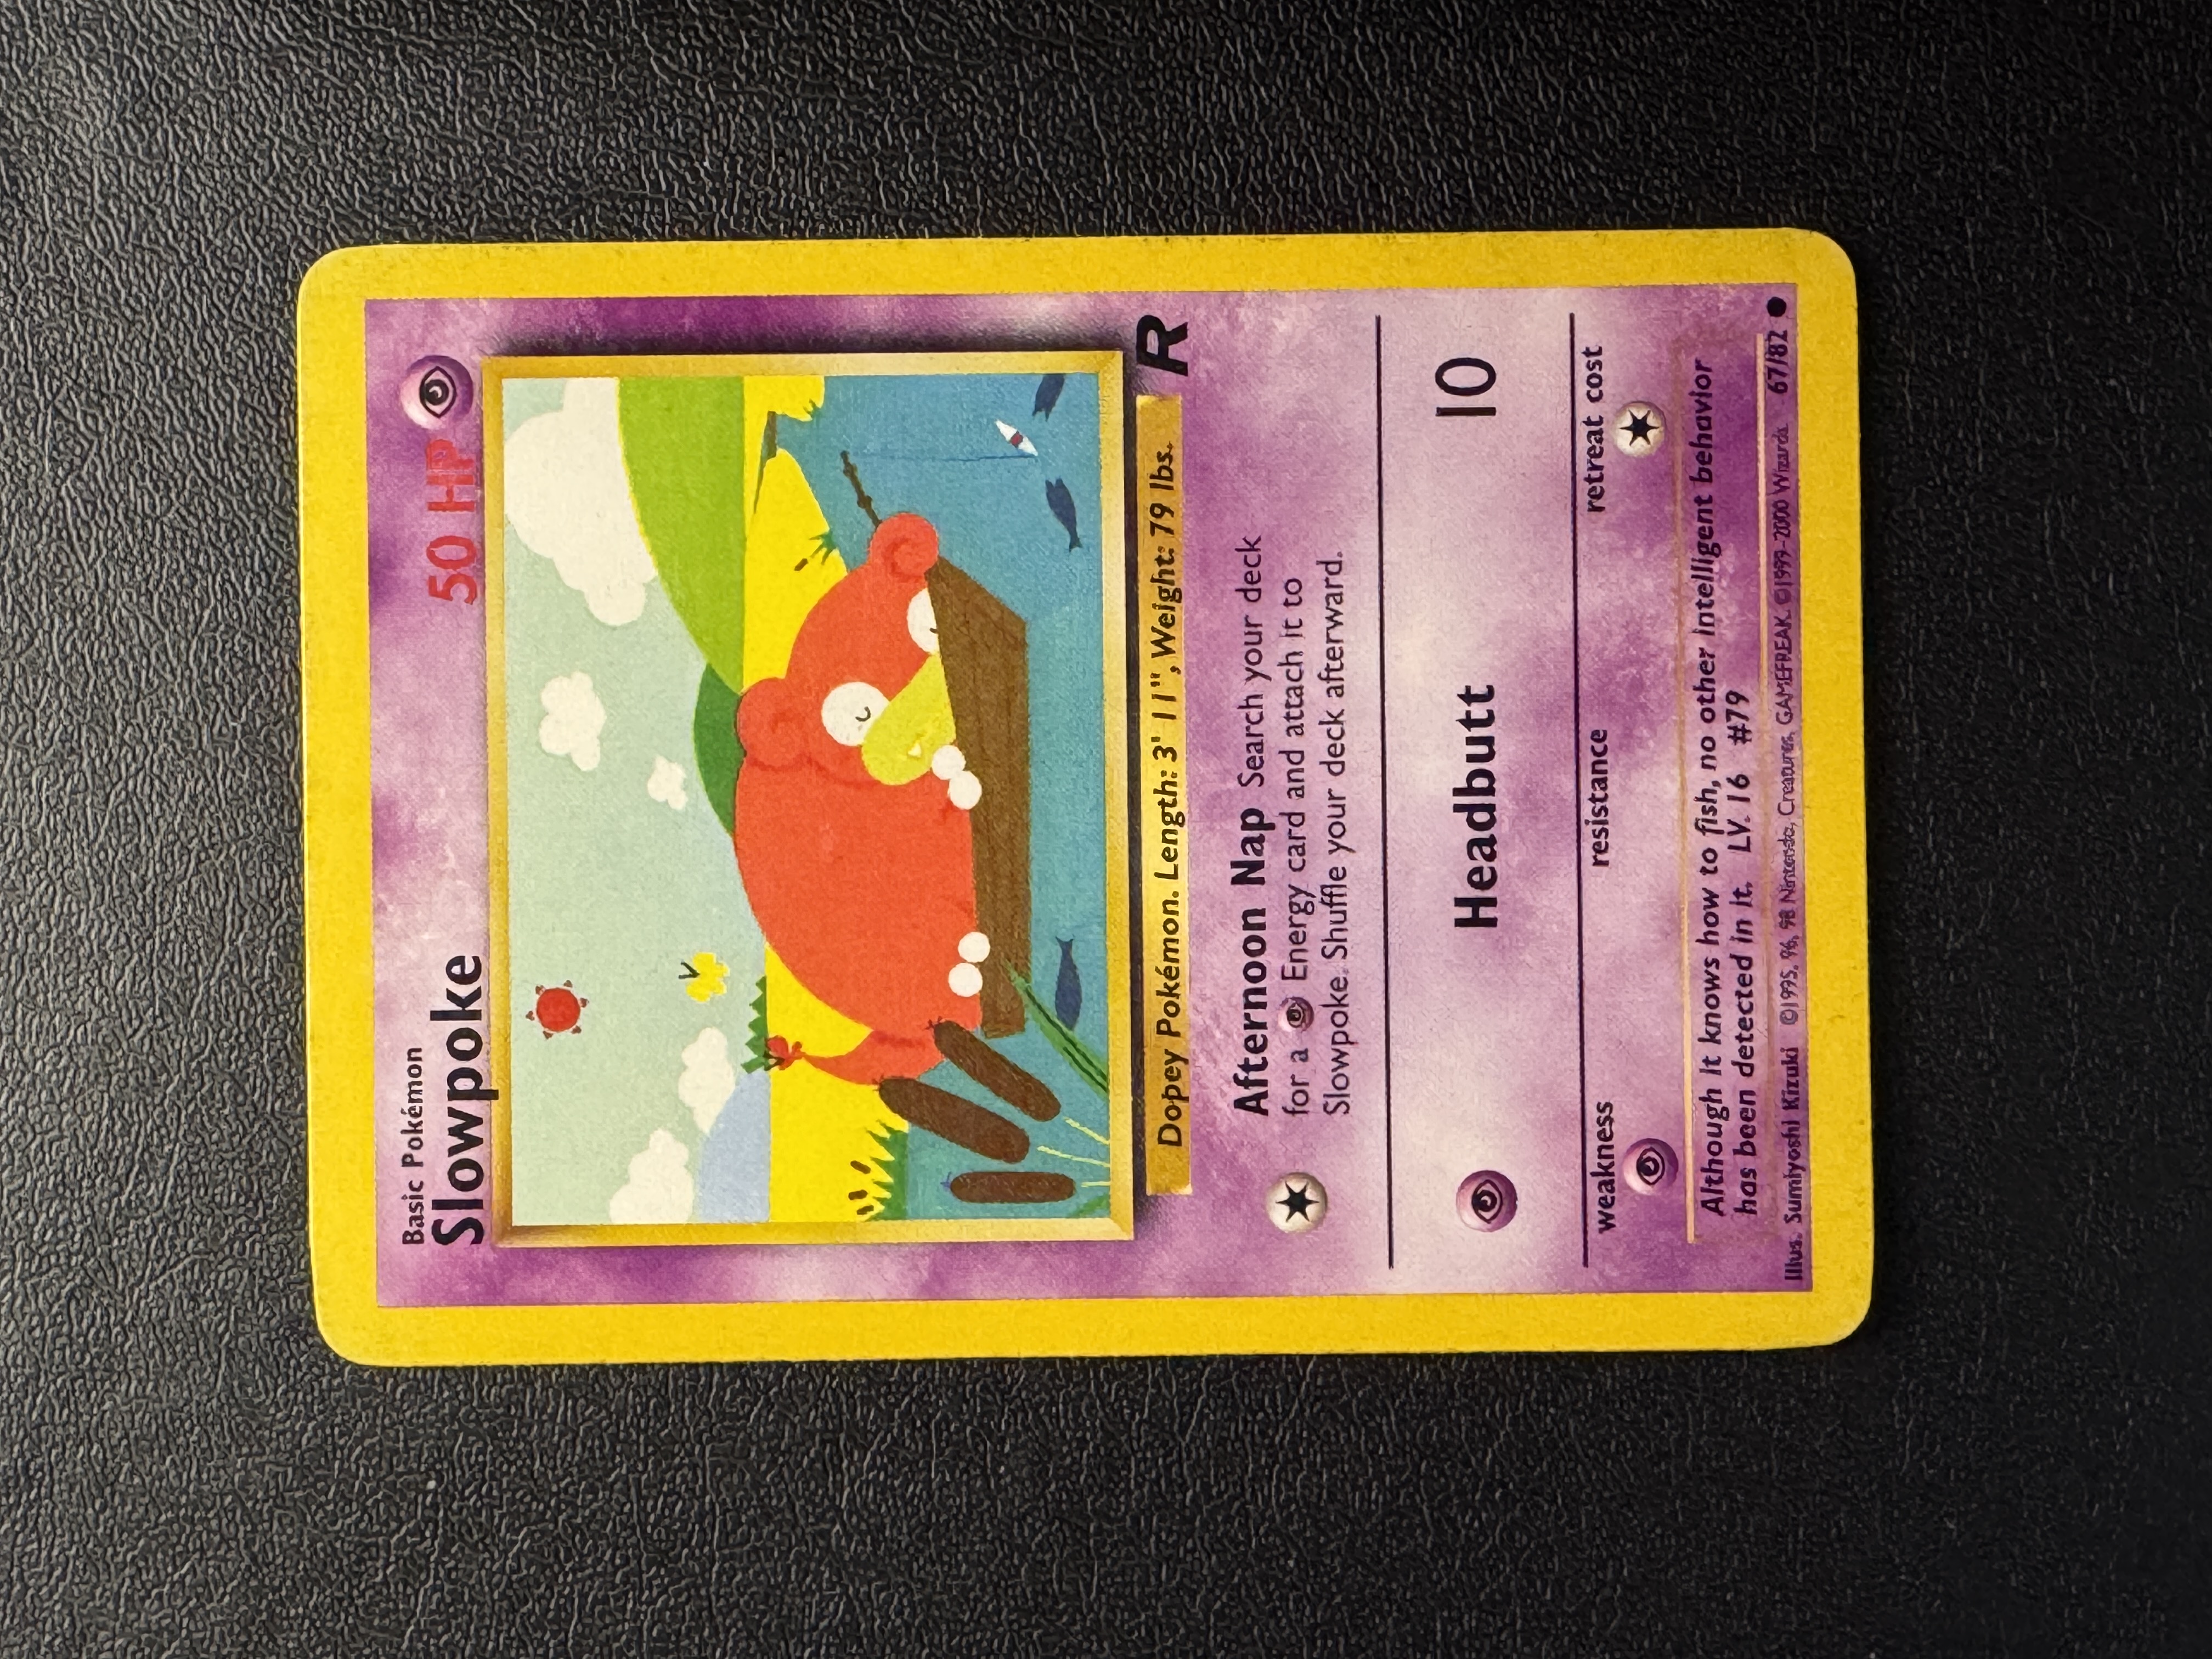 Basic Pokémon
Slowpoke
50 HP
Dopey Pokémon. Length: 3' 11", Weight: 79 lbs.
R
Afternoon Nap Search your deck
for a Energy card and attach it to
Slowpoke. Shuffle your deck afterward.
Headbutt 10
weakness resistance retreat cost
Although it knows how to fish, no other intelligent behavior
has been detected in it. LV. 16 #79
Illus. Sumiyoshi Kizuki ©1995, 96, 98 Nintendo, Creatures, GAMEFREAK. ©1999-2000 Wizards. 67/82